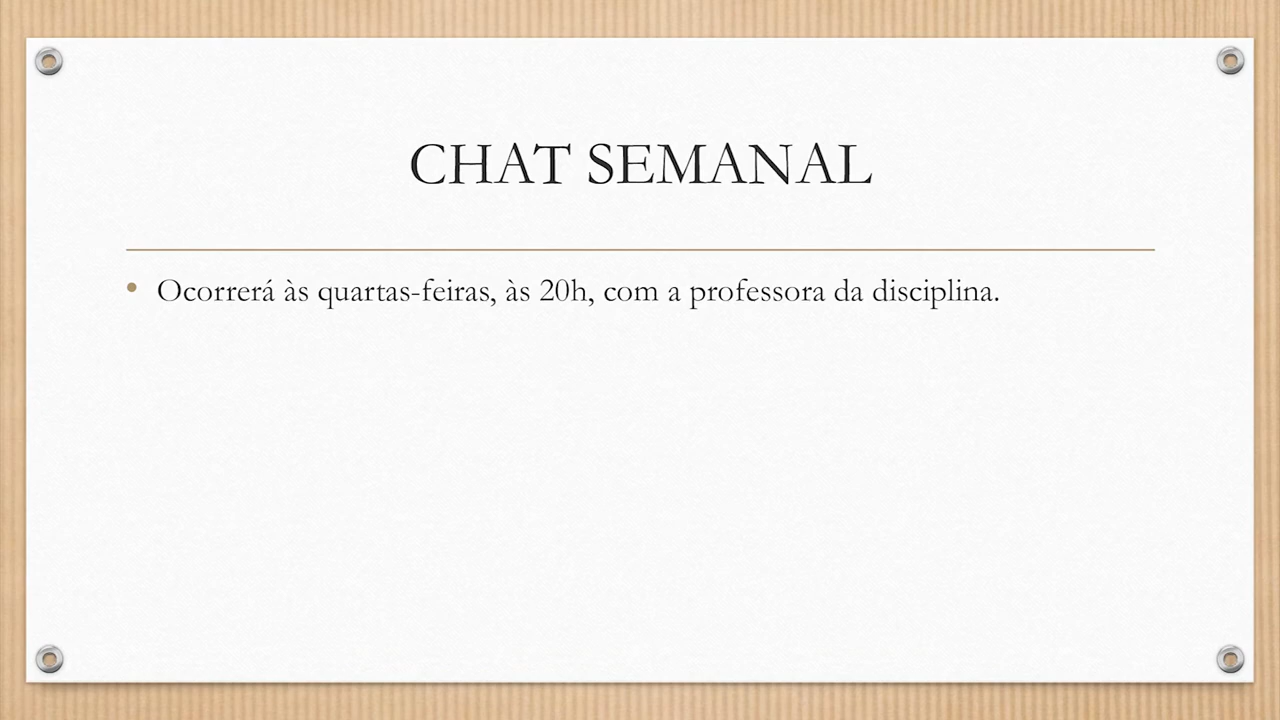 CHAT SEMANAL
• Ocorrerá às quartas-feiras, às 20h, com a professora da disciplina.